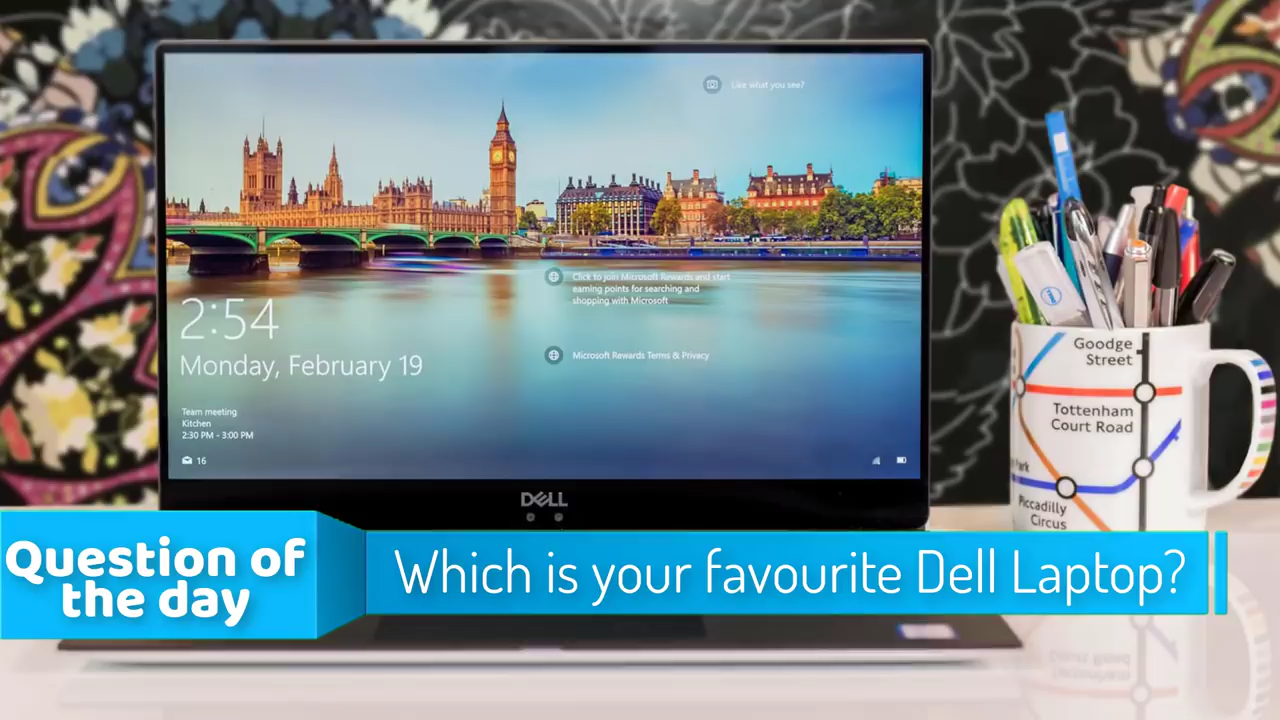 Like what you see?
Click to join Microsoft Rewards and start
earning points for searching and
shopping with Microsoft
2:54
Monday, February 19
Microsoft Rewards Terms & Privacy
Team meeting
Kitchen
2:30 PM - 3:00 PM
16
DELL
Goodge
Street
Tottenham
Court Road
Park
Piccadilly
Circus
Question of
the day
Which is your favourite Dell Laptop?